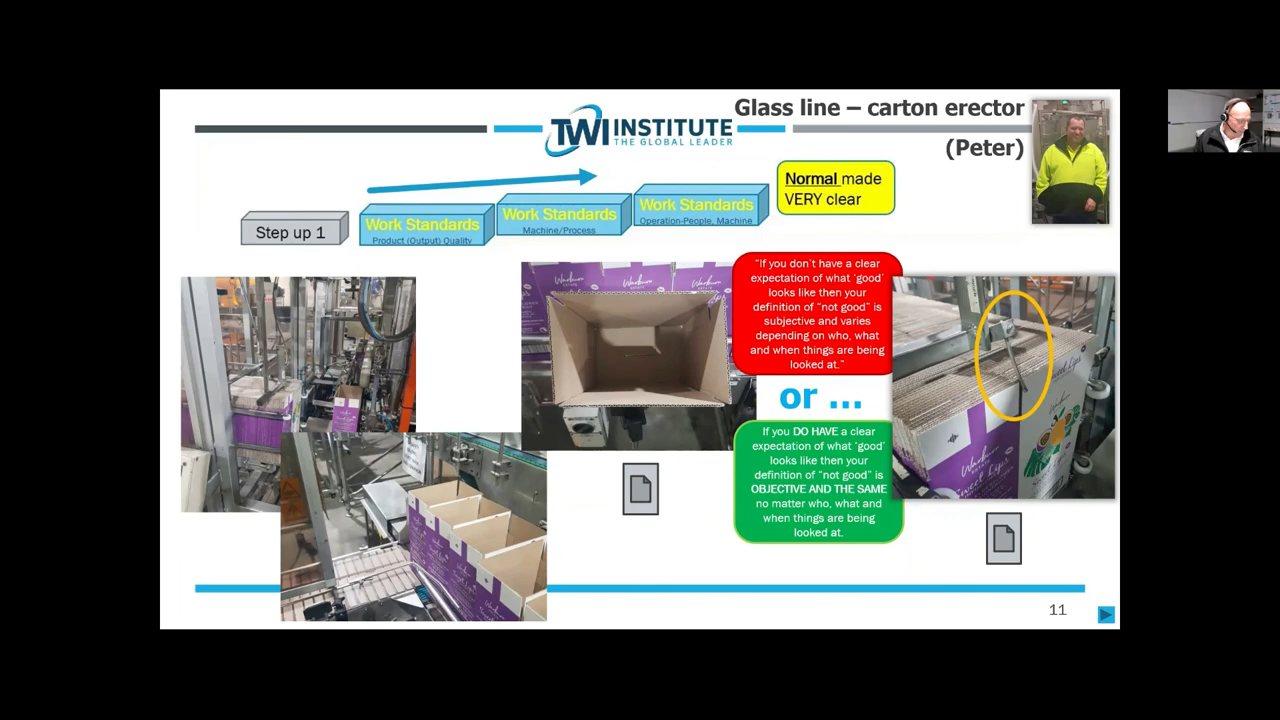 Glass line – carton erector
(Peter)
TWI INSTITUTE
THE GLOBAL LEADER
Normal made
VERY clear
Step up 1
Work Standards
Product (Output) Quality
Work Standards
Machine/Process
Work Standards
Operation-People, Machine
"If you don't have a clear
expectation of what 'good'
looks like then your
definition of "not good" is
subjective and varies
depending on who, what
and when things are being
looked at."
or ...
If you DO HAVE a clear
expectation of what 'good'
looks like then your
definition of "not good" is
OBJECTIVE AND THE SAME
no matter who, what and
when things are being
looked at.
Warburn
ESTATE
Sweet Lips
11